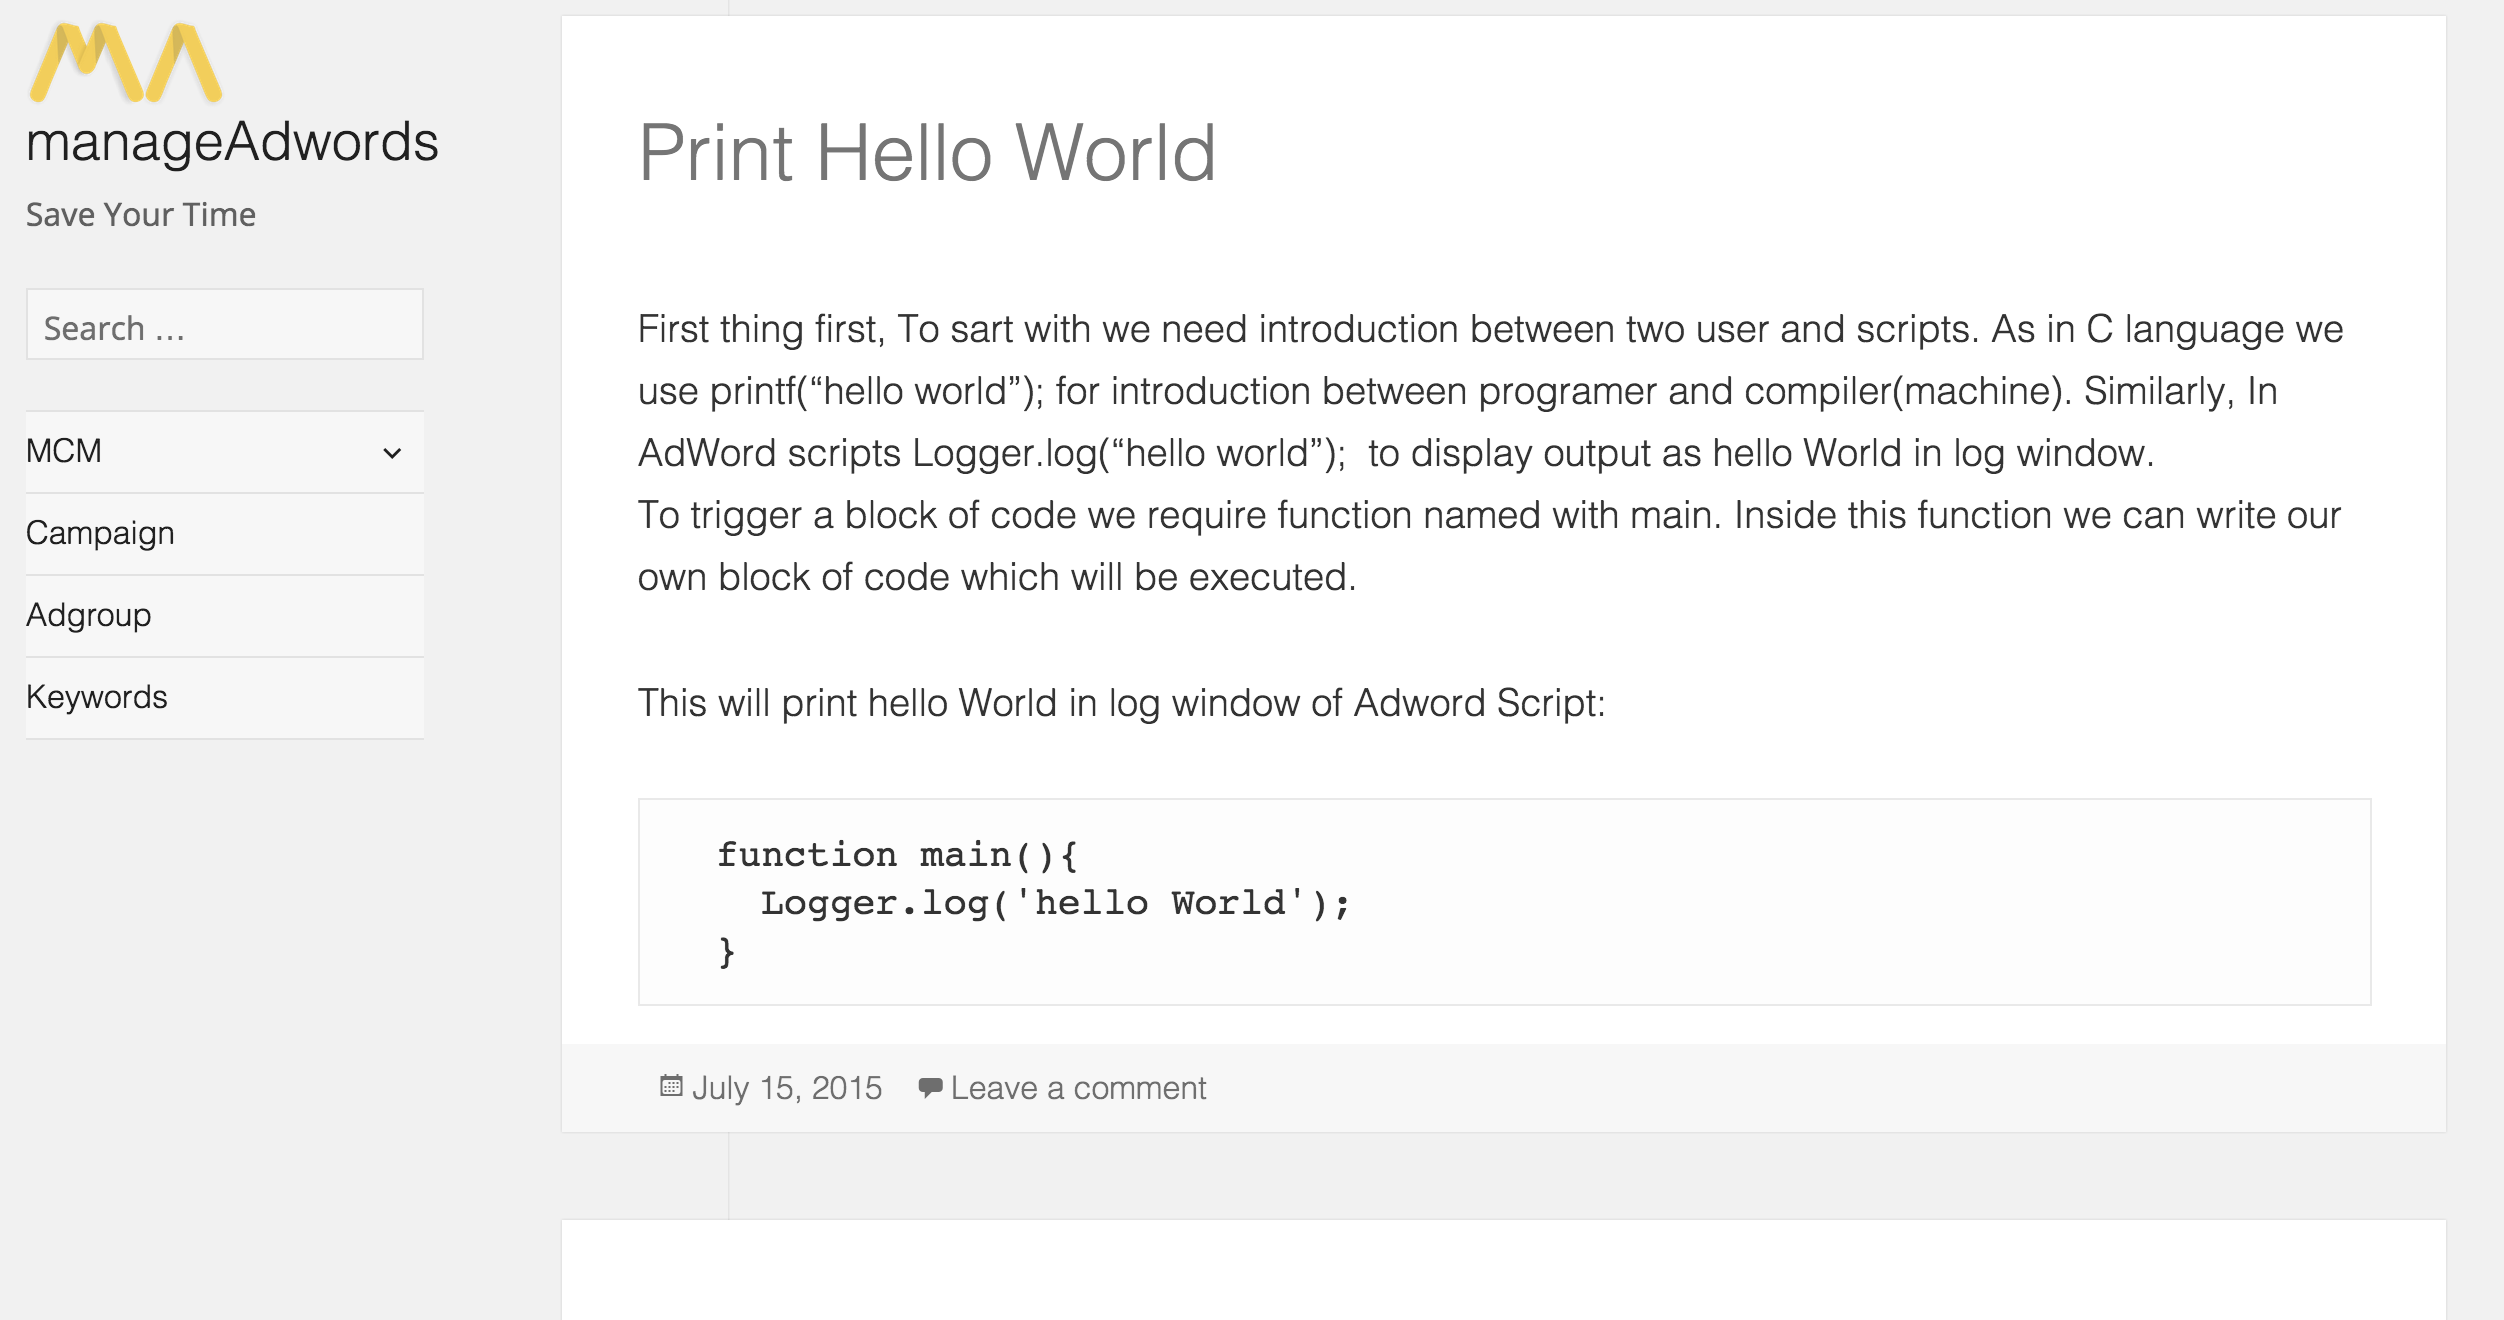 manageAdwords
Save Your Time
Search ...
MCM
Campaign
Adgroup
Keywords
Print Hello World
First thing first, To sart with we need introduction between two user and scripts. As in C language we
use printf(“hello world”); for introduction between programer and compiler(machine). Similarly, In
AdWord scripts Logger.log(“hello world”);  to display output as hello World in log window.
To trigger a block of code we require function named with main. Inside this function we can write our
own block of code which will be executed.
This will print hello World in log window of Adword Script:
function main(){
  Logger.log('hello World');
}
July 15, 2015 Leave a comment